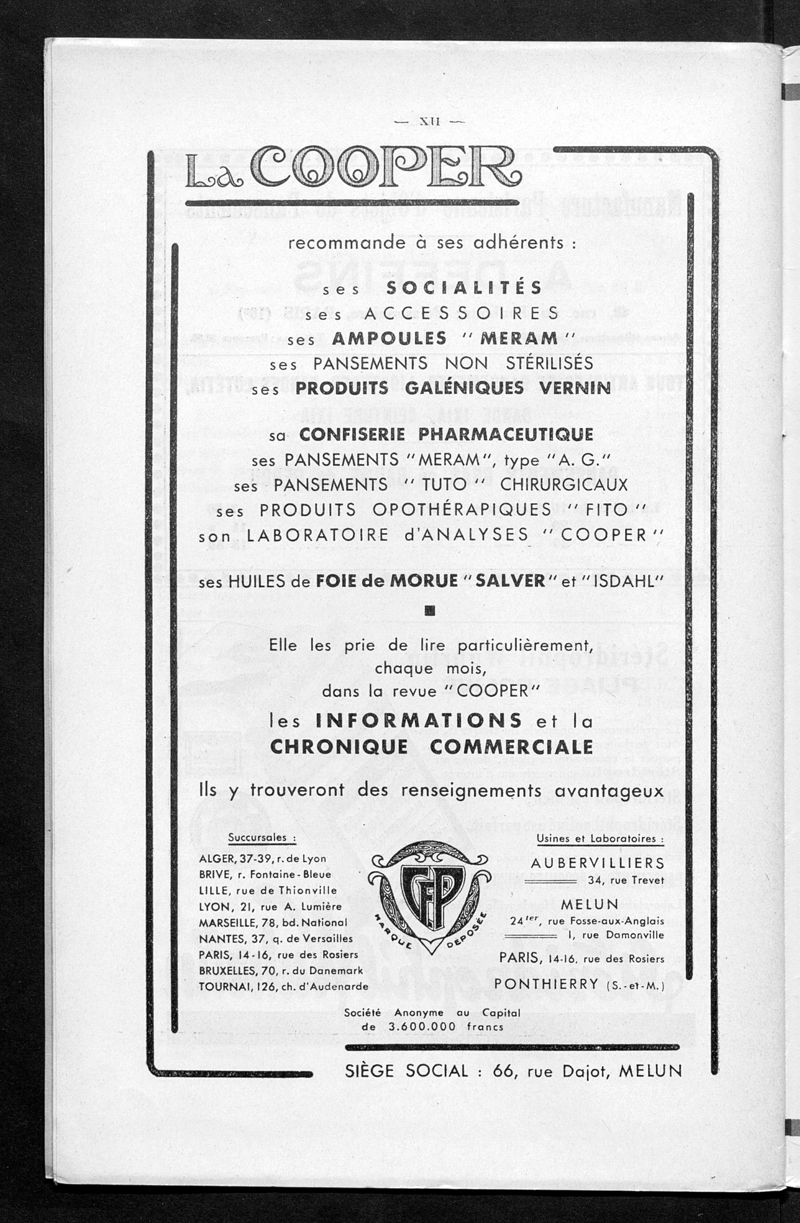 — XII —
La COOPER
recommande à ses adhérents :
ses SOCIALITÉS
ses ACCESSOIRES
ses AMPOULES "MERAM"
ses PANSEMENTS NON STÉRILISÉS
ses PRODUITS GALÉNIQUES VERNIN
sa CONFISERIE PHARMACEUTIQUE
ses PANSEMENTS "MERAM", type "A. G."
ses PANSEMENTS "TUTO" CHIRURGICAUX
ses PRODUITS OPOTHÉRAPIQUES "FITO"
son LABORATOIRE d'ANALYSES "COOPER"
ses HUILES de FOIE de MORUE "SALVER" et "ISDAHL"
Elle les prie de lire particulièrement,
chaque mois,
dans la revue "COOPER"
les INFORMATIONS et la
CHRONIQUE COMMERCIALE
Ils y trouveront des renseignements avantageux
Succursales :
ALGER, 37-39, r. de Lyon
BRIVE, r. Fontaine-Bleue
LILLE, rue de Thionville
LYON, 21, rue A. Lumière
MARSEILLE, 78, bd. National
NANTES, 37, q. de Versailles
PARIS, 14-16, rue des Rosiers
BRUXELLES, 70, r. du Danemark
TOURNAI, 126, ch. d'Audenarde
CFP
MARQUE DÉPOSÉE
Usines et Laboratoires :
AUBERVILLIERS
34, rue Trevet
MELUN
24ter, rue Fosse-aux-Anglais
1, rue Damonville
PARIS, 14-16, rue des Rosiers
PONTHIERRY (S.-et-M.)
Société Anonyme au Capital
de 3.600.000 francs
SIÈGE SOCIAL : 66, rue Dajot, MELUN